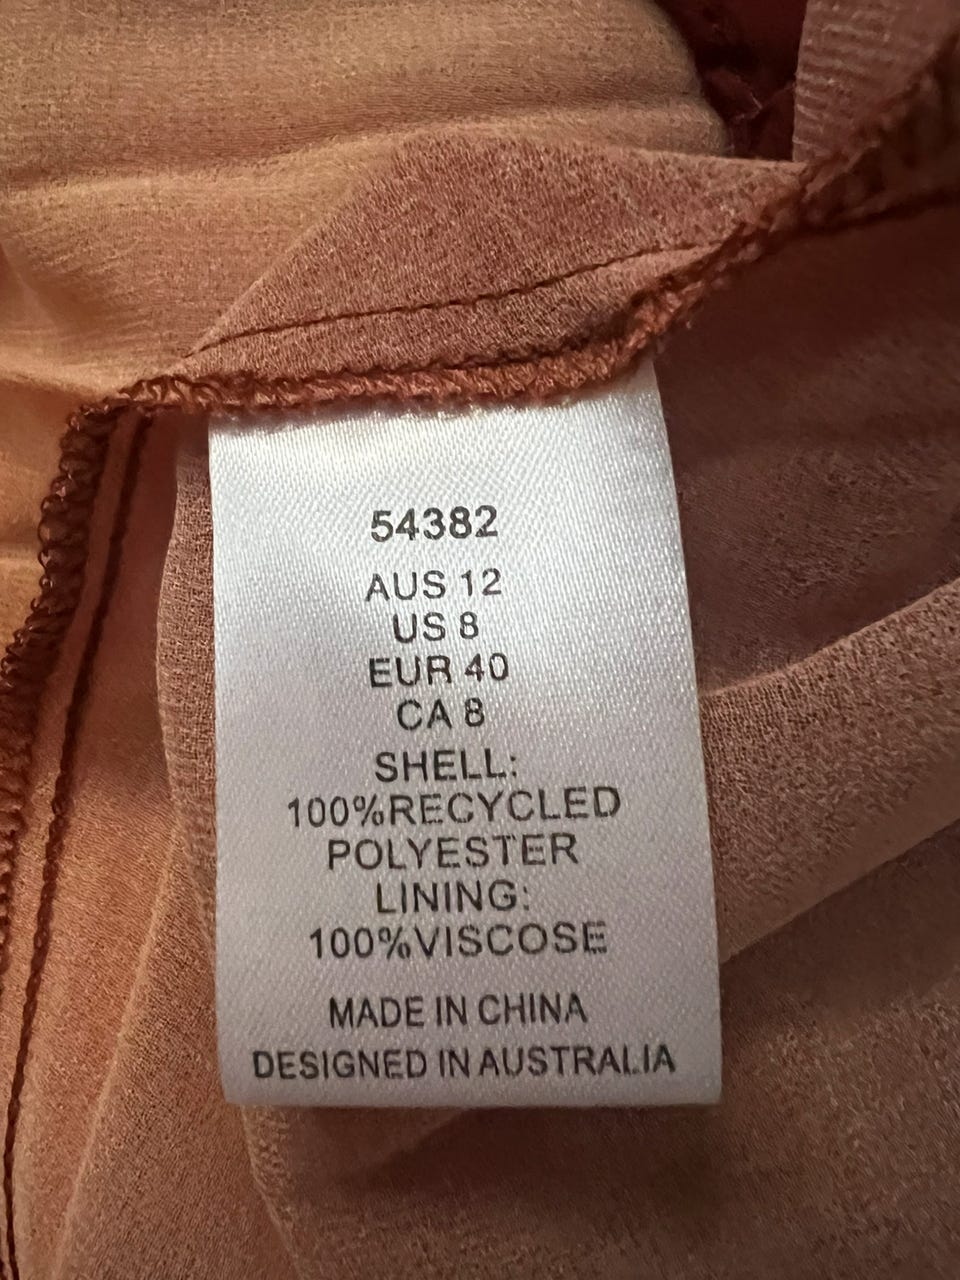 54382
AUS 12
US 8
EUR 40
CA 8
SHELL:
100%RECYCLED
POLYESTER
LINING:
100%VISCOSE
MADE IN CHINA
DESIGNED IN AUSTRALIA